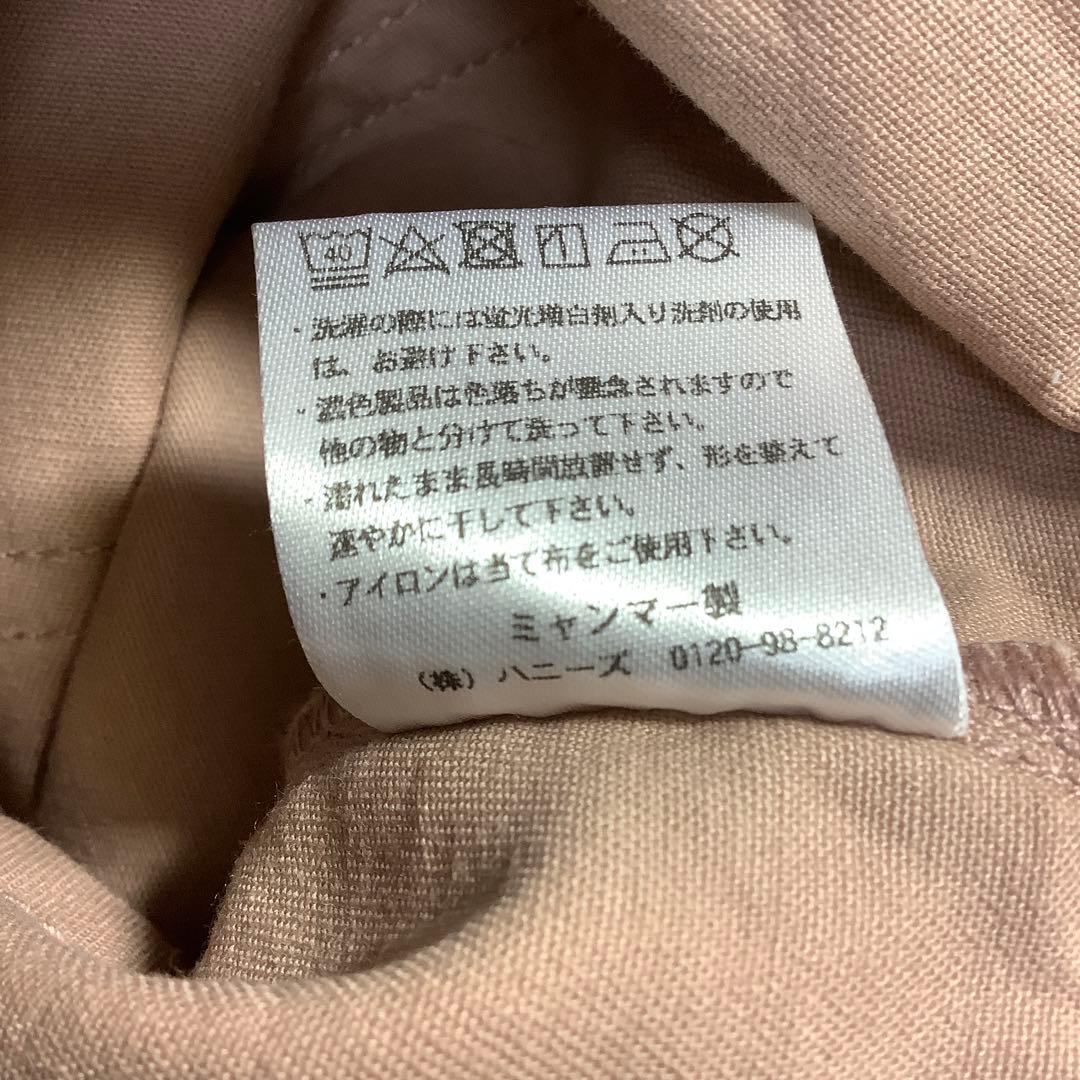 40
・洗濯の際には蛍光増白剤入り洗剤の使用
は、お避け下さい。
・濃色製品は色落ちが懸念されますので
他の物と分けて洗って下さい。
・濡れたまま長時間放置せず、形を整えて
速やかに干して下さい。
・アイロンは当て布をご使用下さい。
ミャンマー製
(株) ハニーズ 0120-98-8212